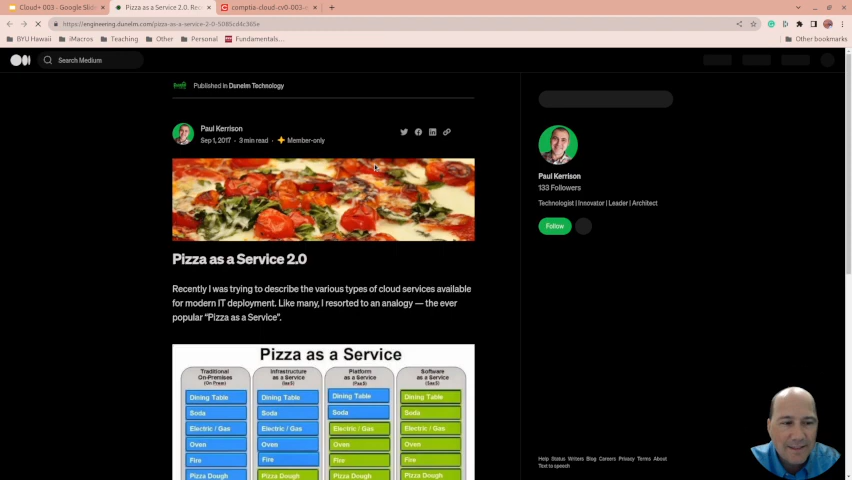 Cloud+ 003 - Google Slid
Pizza as a Service 2.0. Re
comptia-cloud-cv0-003-e
https://engineering.dunelm.com/pizza-as-a-service-2-0-5085cd4c365e
BYU Hawaii
iMacros
Teaching
Other
Personal
Fundamentals...
Other bookmarks
Search Medium
Published in Dunelm Technology
Paul Kerrison
Sep 1, 2017 · 3 min read · Member-only
Pizza as a Service 2.0
Recently I was trying to describe the various types of cloud services available
for modern IT deployment. Like many, I resorted to an analogy — the ever
popular “Pizza as a Service”.
Pizza as a Service
Traditional
On-Premises
(On Prem)
Dining Table
Soda
Electric / Gas
Oven
Fire
Pizza Dough
Infrastructure
as a Service
(IaaS)
Dining Table
Soda
Electric / Gas
Oven
Fire
Pizza Dough
Platform
as a Service
(PaaS)
Dining Table
Soda
Electric / Gas
Oven
Fire
Pizza Dough
Software
as a Service
(SaaS)
Dining Table
Soda
Electric / Gas
Oven
Fire
Pizza Dough
Paul Kerrison
133 Followers
Technologist | Innovator | Leader | Architect
Follow
Help Status Writers Blog Careers Privacy Terms About
Text to speech